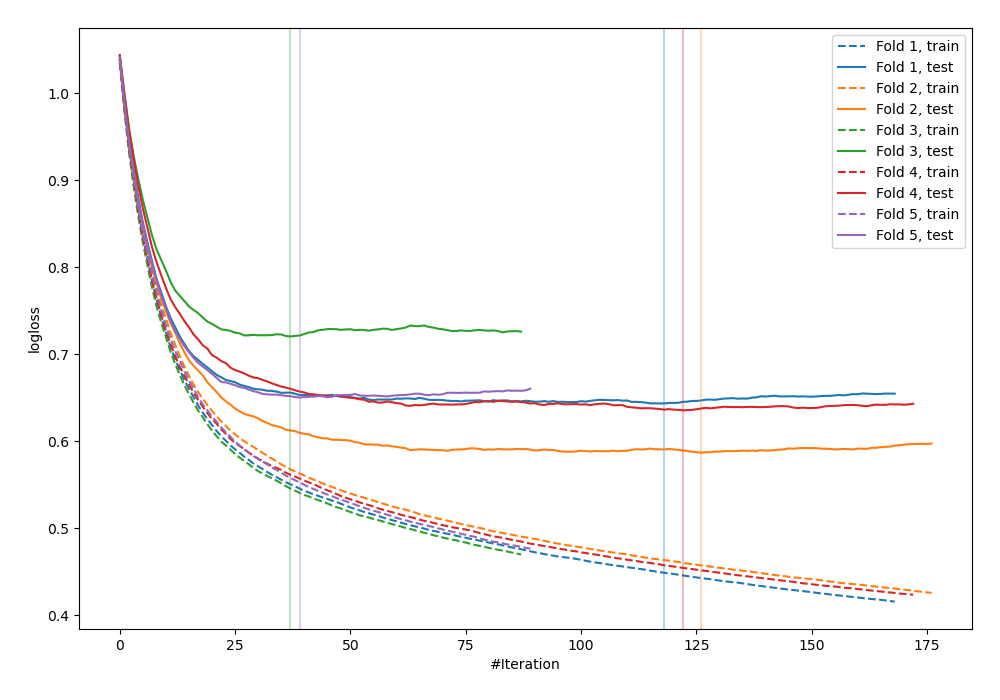 logloss
1.0
0.9
0.8
0.7
0.6
0.5
0.4
0
25
50
75
100
125
150
175
#Iteration
Fold 1, train
Fold 1, test
Fold 2, train
Fold 2, test
Fold 3, train
Fold 3, test
Fold 4, train
Fold 4, test
Fold 5, train
Fold 5, test